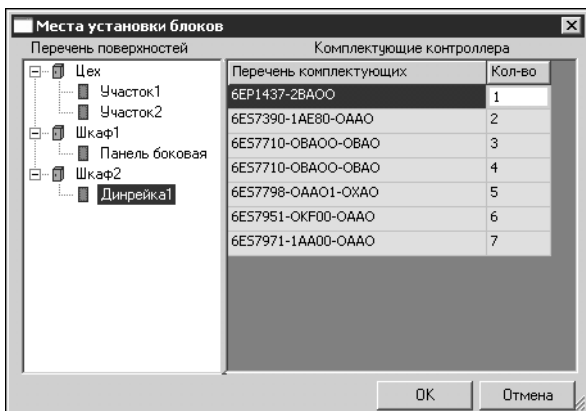 Места установки блоков
Перечень поверхностей
Комплектующие контроллера
Цех
Участок1
Участок2
Шкаф1
Панель боковая
Шкаф2
Динрейка1
Перечень комплектующих Кол-во
6EP1437-2BAOO 1
6ES7390-1AE80-OAAO 2
6ES7710-OBAOO-OBAO 3
6ES7710-OBAOO-OBAO 4
6ES7798-OAAO1-OXAO 5
6ES7951-OKF00-OAAO 6
6ES7971-1AA00-OAAO 7
OK Отмена